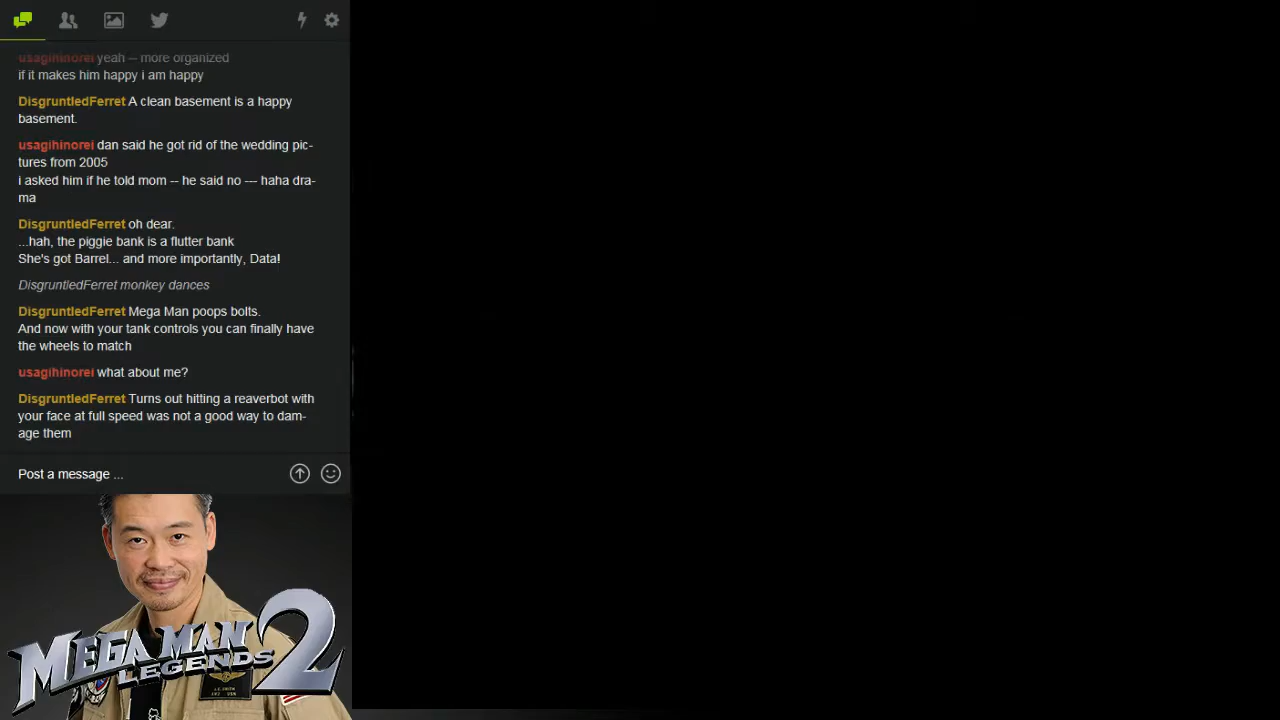 usagihinorei yeah -- more organized
if it makes him happy i am happy
DisgruntledFerret A clean basement is a happy
basement.
usagihinorei dan said he got rid of the wedding pic-
tures from 2005
i asked him if he told mom -- he said no --- haha dra-
ma
DisgruntledFerret oh dear.
...hah, the piggie bank is a flutter bank
She's got Barrel... and more importantly, Data!
DisgruntledFerret monkey dances
DisgruntledFerret Mega Man poops bolts.
And now with your tank controls you can finally have
the wheels to match
usagihinorei what about me?
DisgruntledFerret Turns out hitting a reaverbot with
your face at full speed was not a good way to dam-
age them
Post a message ...
MEGA MAN
LEGENDS 2